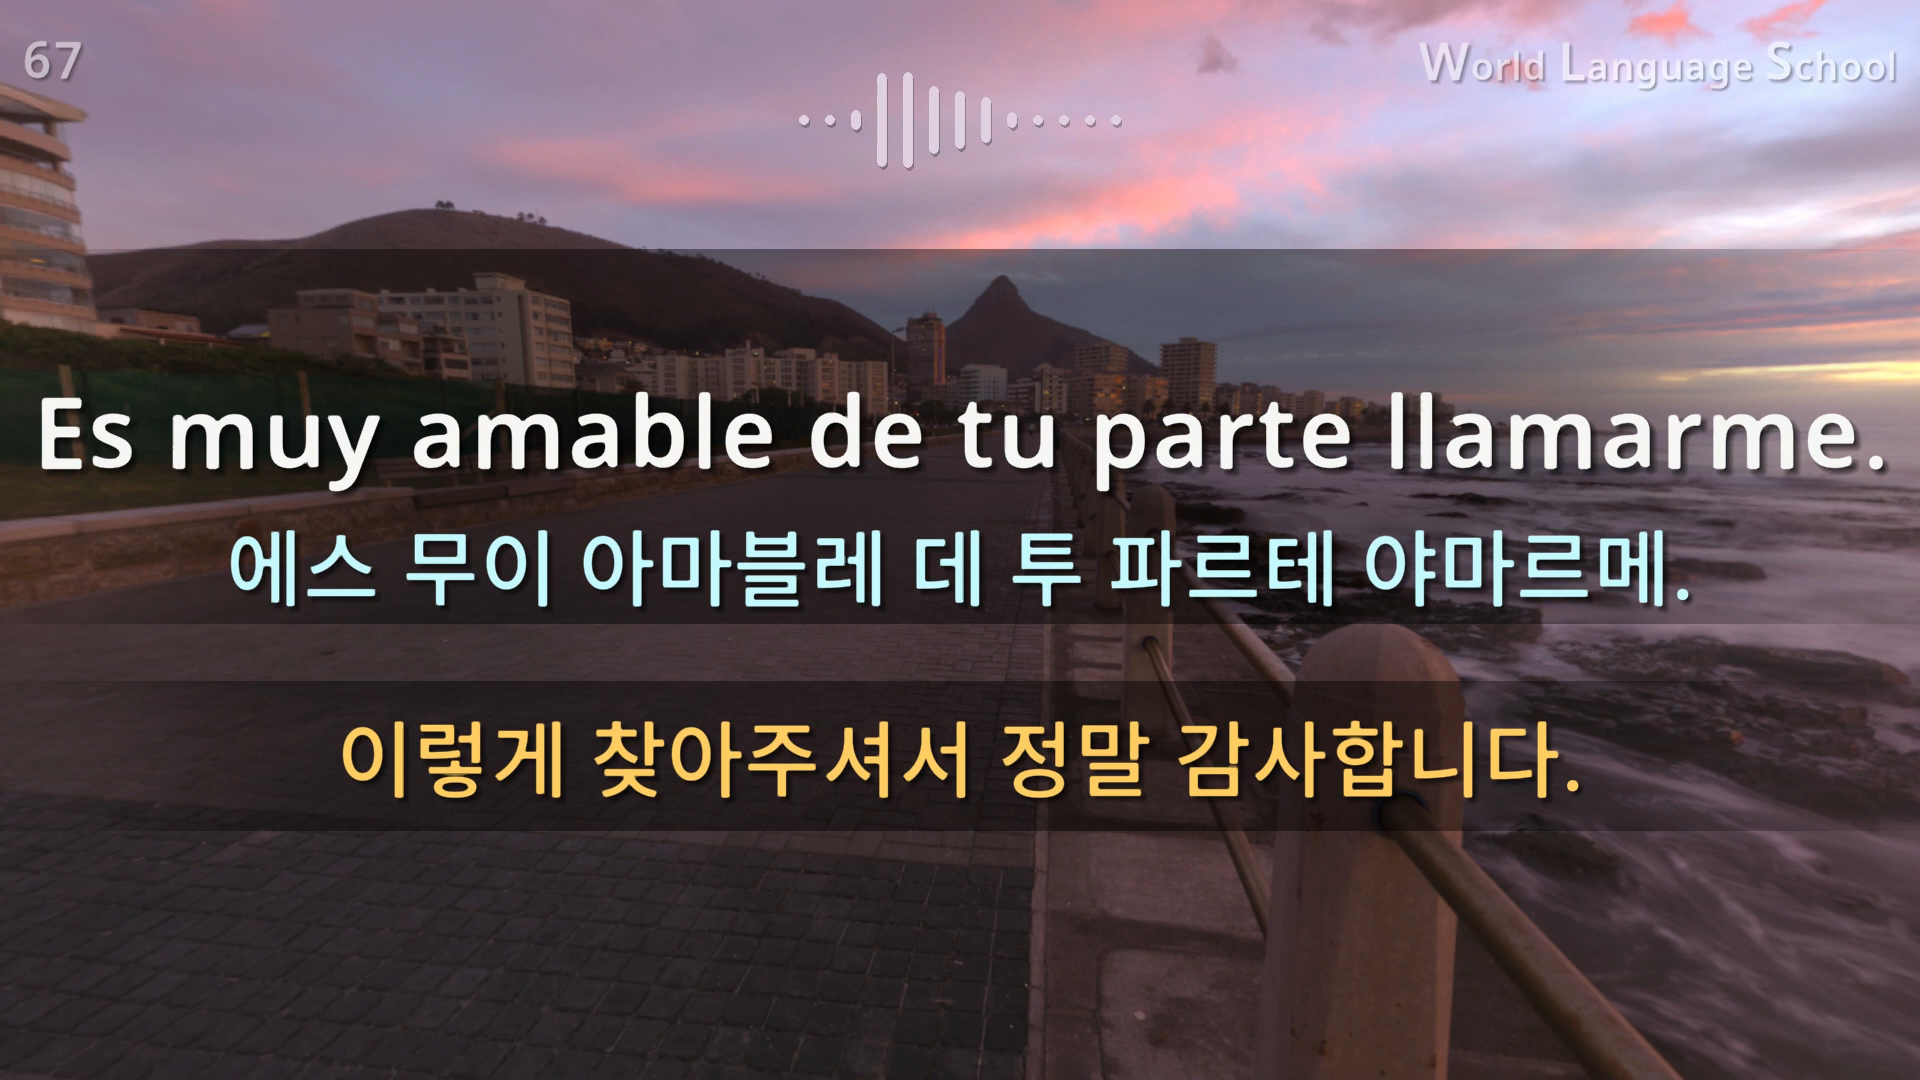 67
World Language School
Es muy amable de tu parte llamarme.
에스 무이 아마블레 데 투 파르테 야마르메.
이렇게 찾아주셔서 정말 감사합니다.